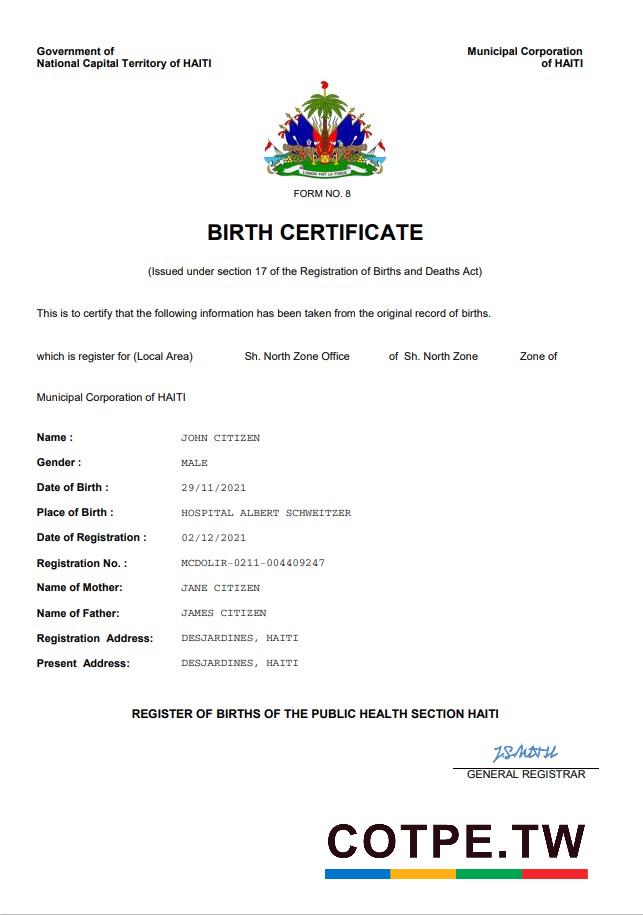 Government of
National Capital Territory of HAITI
Municipal Corporation
of HAITI
L'UNION FAIT LA FORCE
FORM NO. 8
BIRTH CERTIFICATE
(Issued under section 17 of the Registration of Births and Deaths Act)
This is to certify that the following information has been taken from the original record of births.
which is register for (Local Area) Sh. North Zone Office of Sh. North Zone Zone of
Municipal Corporation of HAITI
Name : JOHN CITIZEN
Gender : MALE
Date of Birth : 29/11/2021
Place of Birth : HOSPITAL ALBERT SCHWEITZER
Date of Registration : 02/12/2021
Registration No. : MCDOLIR-0211-004409247
Name of Mother: JANE CITIZEN
Name of Father: JAMES CITIZEN
Registration Address: DESJARDINES, HAITI
Present Address: DESJARDINES, HAITI
REGISTER OF BIRTHS OF THE PUBLIC HEALTH SECTION HAITI
GENERAL REGISTRAR
COTPE.TW